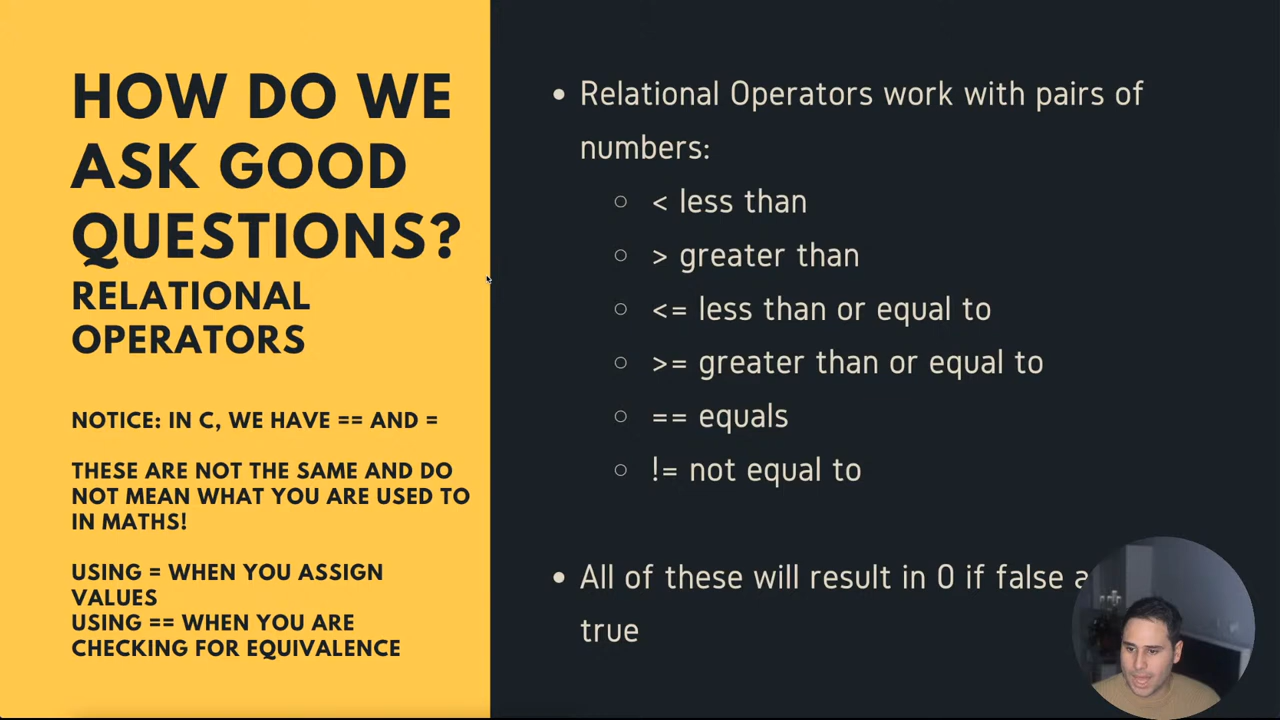 HOW DO WE
ASK GOOD
QUESTIONS?
RELATIONAL
OPERATORS
NOTICE: IN C, WE HAVE == AND =
THESE ARE NOT THE SAME AND DO
NOT MEAN WHAT YOU ARE USED TO
IN MATHS!
USING = WHEN YOU ASSIGN
VALUES
USING == WHEN YOU ARE
CHECKING FOR EQUIVALENCE
• Relational Operators work with pairs of
numbers:
○ < less than
○ > greater than
○ <= less than or equal to
○ >= greater than or equal to
○ == equals
○ != not equal to
• All of these will result in 0 if false
true